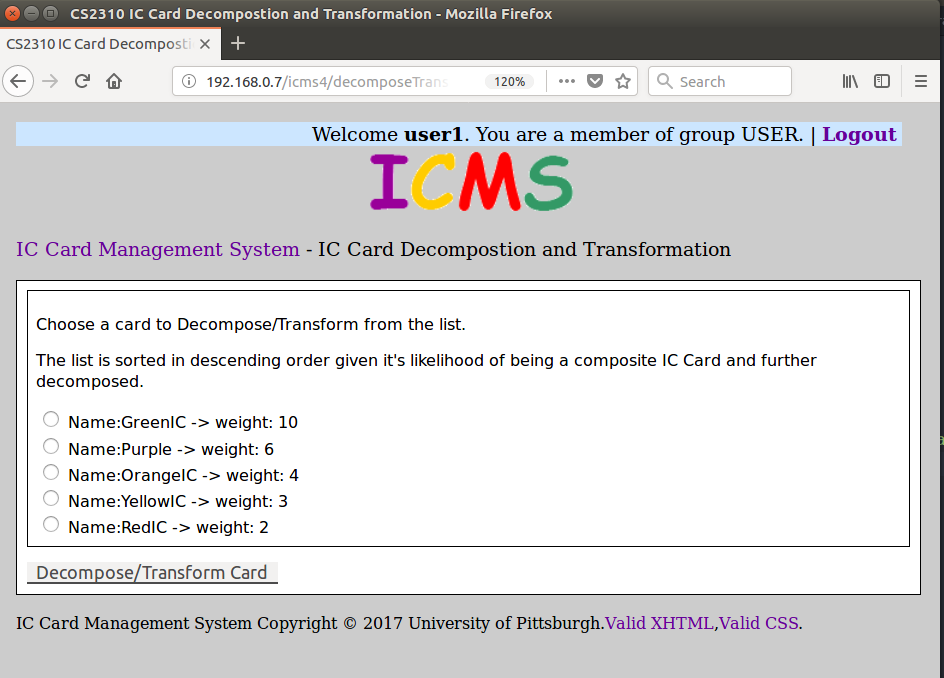 CS2310 IC Card Decompostion and Transformation - Mozilla Firefox
CS2310 IC Card Decomposti
192.168.0.7/icms4/decomposeTrans
120%
Search
Welcome user1. You are a member of group USER. | Logout
ICMS
IC Card Management System - IC Card Decompostion and Transformation
Choose a card to Decompose/Transform from the list.
The list is sorted in descending order given it's likelihood of being a composite IC Card and further
decomposed.
Name:GreenIC -> weight: 10
Name:Purple -> weight: 6
Name:OrangeIC -> weight: 4
Name:YellowIC -> weight: 3
Name:RedIC -> weight: 2
Decompose/Transform Card
IC Card Management System Copyright © 2017 University of Pittsburgh.Valid XHTML,Valid CSS.